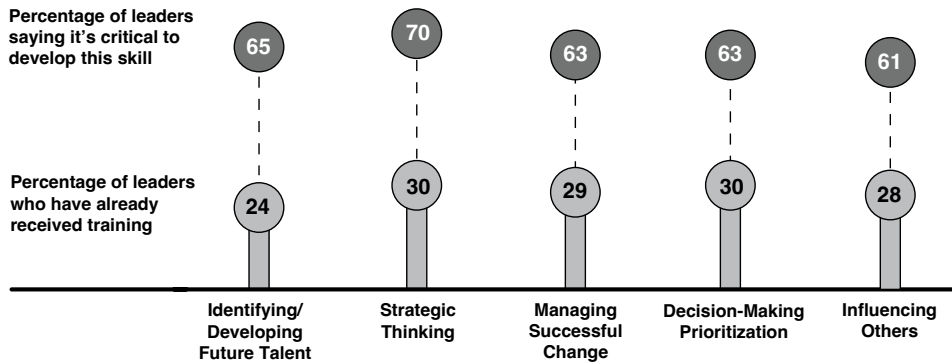 Percentage of leaders
saying it's critical to
develop this skill
65
70
63
63
61
Percentage of leaders
who have already
received training
24
30
29
30
28
Identifying/
Developing
Future Talent
Strategic
Thinking
Managing
Successful
Change
Decision-Making
Prioritization
Influencing
Others